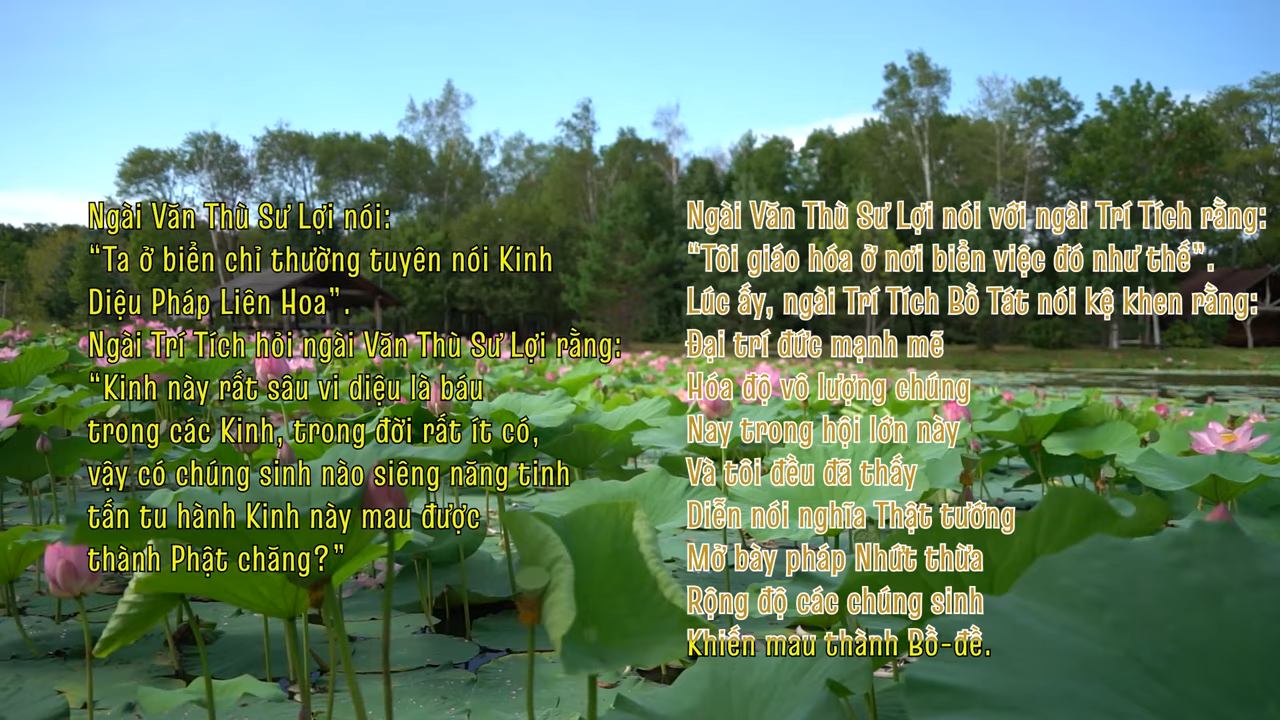 Ngài Văn Thù Sư Lợi nói:
“Ta ở biển chỉ thường tuyên nói Kinh
Diệu Pháp Liên Hoa”.
Ngài Trí Tích hỏi ngài Văn Thù Sư Lợi rằng:
“Kinh này rất sâu vi diệu là báu
trong các Kinh, trong đời rất ít có,
vậy có chúng sinh nào siêng năng tinh
tấn tu hành Kinh này mau được
thành Phật chăng?”
Ngài Văn Thù Sư Lợi nói với ngài Trí Tích rằng:
“Tôi giáo hóa ở nơi biển việc đó như thế”.
Lúc ấy, ngài Trí Tích Bồ Tát nói kệ khen rằng:
Đại trí đức mạnh mẽ
Hóa độ vô lượng chúng
Nay trong hội lớn này
Và tôi đều đã thấy
Diễn nói nghĩa Thật tướng
Mở bày pháp Nhứt thừa
Rộng độ các chúng sinh
Khiến mau thành Bồ-đề.